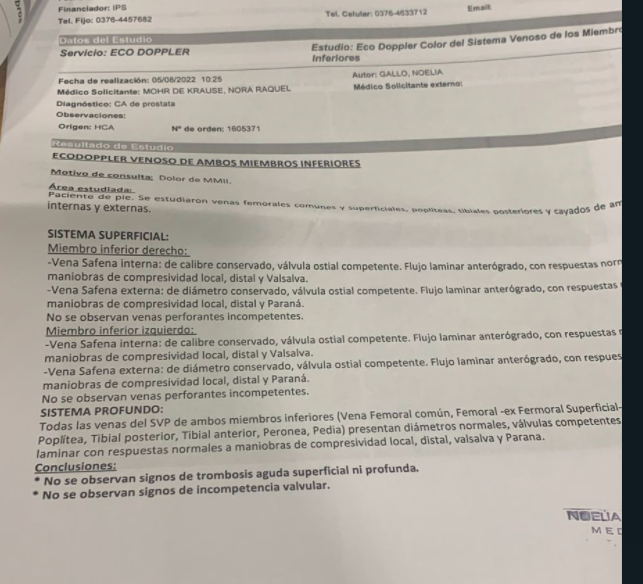 Financiador: IPS
Tel. Fijo: 0376-4457682
Tel. Celular: 0376-4633712
Email:
Datos del Estudio
Servicio: ECO DOPPLER
Estudio: Eco Doppler Color del Sistema Venoso de los Miembro
Inferiores
Fecha de realización: 05/08/2022 10:25
Autor: GALLO, NOELIA
Médico Solicitante: MOHR DE KRAUSE, NORA RAQUEL
Médico Solicitante externo:
Diagnóstico: CA de prostata
Observaciones:
Origen: HCA
Nº de orden: 1605371
Resultado de Estudio
ECODOPPLER VENOSO DE AMBOS MIEMBROS INFERIORES
Motivo de consulta: Dolor de MMII.
Área estudiada:
Paciente de pie. Se estudiaron venas femorales comunes y superficiales, popliteas, tibiales posteriores y cayados de am
internas y externas.
SISTEMA SUPERFICIAL:
Miembro inferior derecho:
-Vena Safena interna: de calibre conservado, válvula ostial competente. Flujo laminar anterógrado, con respuestas norm
maniobras de compresividad local, distal y Valsalva.
-Vena Safena externa: de diámetro conservado, válvula ostial competente. Flujo laminar anterógrado, con respuestas
maniobras de compresividad local, distal y Paraná.
No se observan venas perforantes incompetentes.
Miembro inferior izquierdo:
-Vena Safena interna: de calibre conservado, válvula ostial competente. Flujo laminar anterógrado, con respuestas
maniobras de compresividad local, distal y Valsalva.
-Vena Safena externa: de diámetro conservado, válvula ostial competente. Flujo laminar anterógrado, con respues
maniobras de compresividad local, distal y Paraná.
No se observan venas perforantes incompetentes.
SISTEMA PROFUNDO:
Todas las venas del SVP de ambos miembros inferiores (Vena Femoral común, Femoral -ex Fermoral Superficial-
Poplítea, Tibial posterior, Tibial anterior, Peronea, Pedia) presentan diámetros normales, válvulas competentes
laminar con respuestas normales a maniobras de compresividad local, distal, valsalva y Parana.
Conclusiones:
* No se observan signos de trombosis aguda superficial ni profunda.
* No se observan signos de incompetencia valvular.
NOELIA
MED